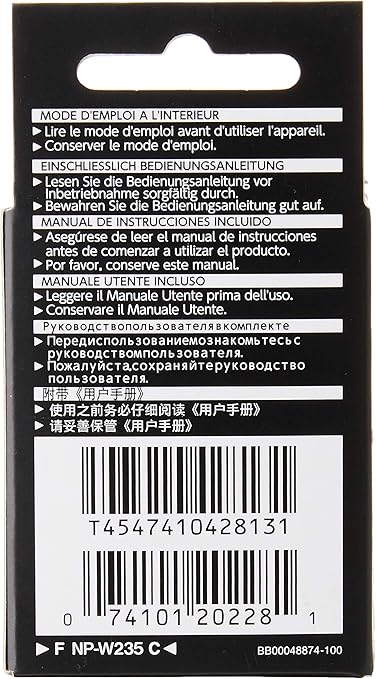 MODE D'EMPLOI A L'INTERIEUR
▶ Lire le mode d'emploi avant d'utiliser l'appareil.
▶ Conserver le mode d'emploi.
EINSCHLIESSLICH BEDIENUNGSANLEITUNG
▶ Lesen Sie die Bedienungsanleitung vor
Inbetriebnahme sorgfältig durch.
▶ Bewahren Sie die Bedienungsanleitung gut auf.
MANUAL DE INSTRUCCIONES INCLUIDO
▶ Asegúrese de leer el manual de instrucciones
antes de comenzar a utilizar el producto.
▶ Por favor, conserve este manual.
MANUALE UTENTE INCLUSO
▶ Leggere il Manuale Utente prima dell'uso.
▶ Conservare il Manuale Utente.
Руководствопользователявкомплекте
▶ Передиспользованиемознакомьтесь с
руководствомпользователя.
▶ Пожалуйста,сохраняйтеруководство
пользователя.
附带《用户手册》
▶ 使用之前务必仔细阅读《用户手册》
▶ 请妥善保管《用户手册》
T4547410428131
0 74101 20228 1
▶ F NP-W235 C ◀
BB00048874-100